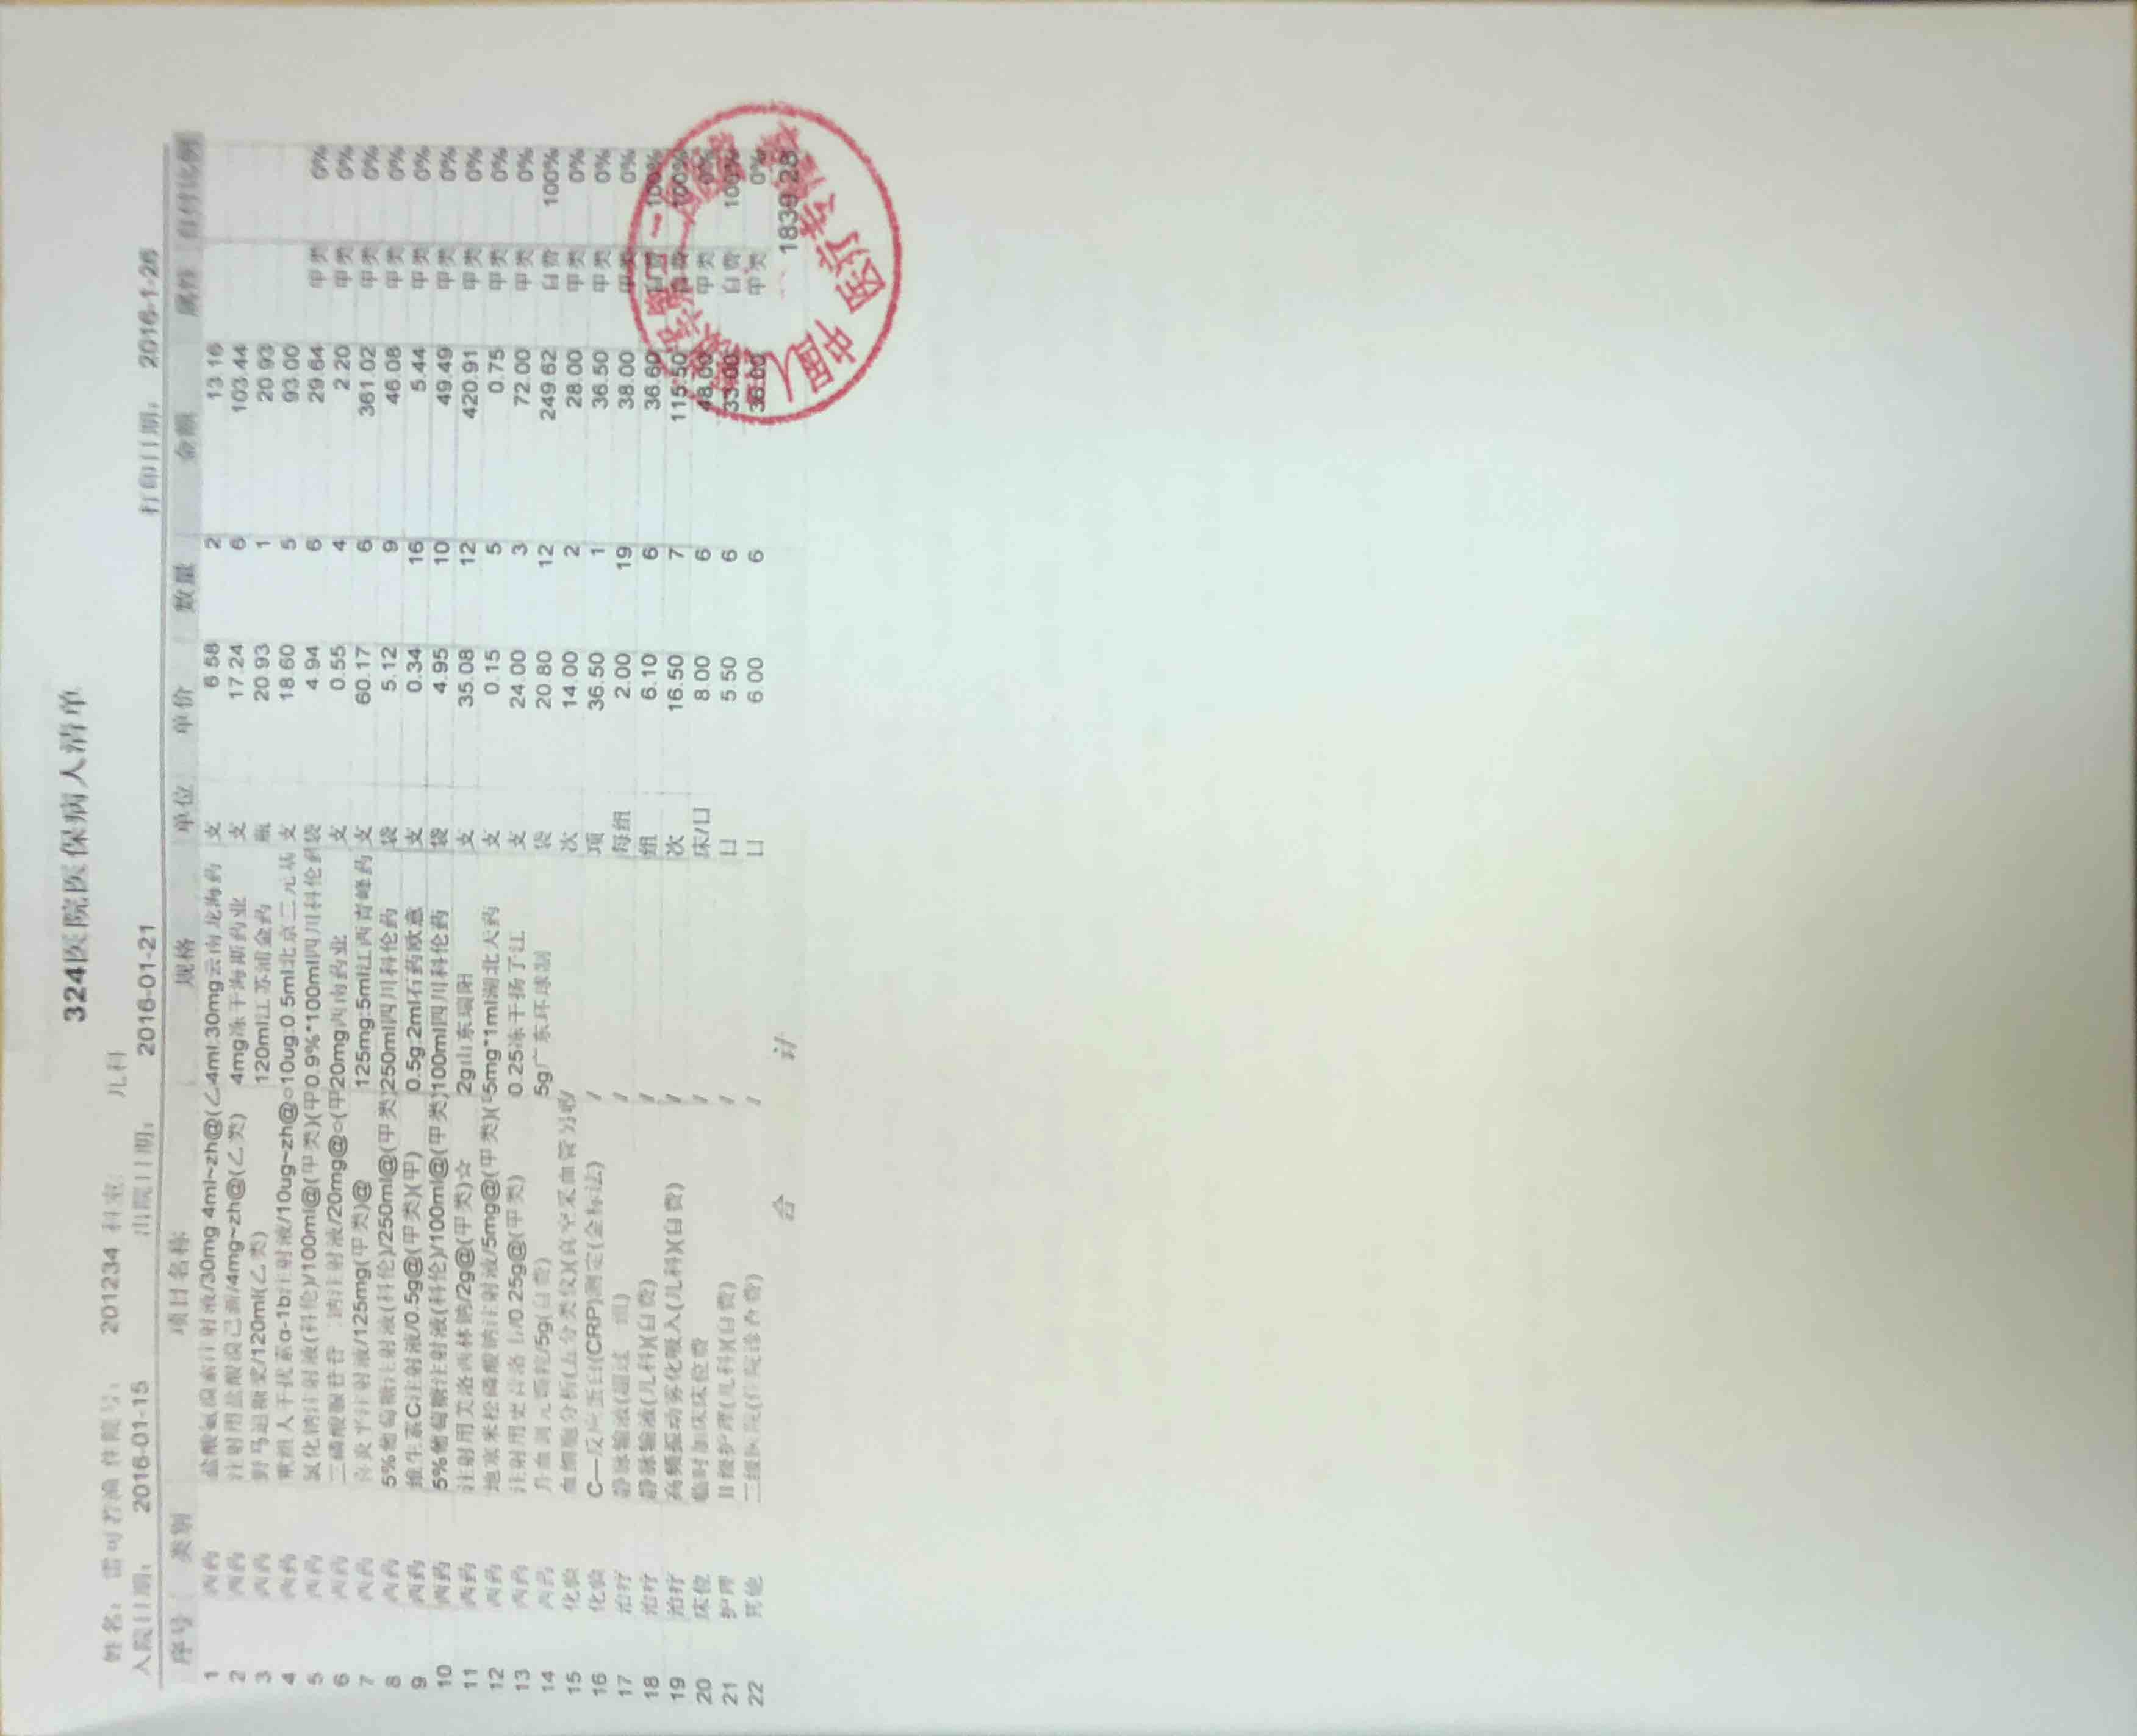 324医院医保病人清单
姓名: 雷可若渔 住院号: 201234 科室: 儿科
入院日期: 2016-01-15 出院日期: 2016-01-21 打印日期: 2016-1-26
序号 类别 项目名称 规格 单位 单价 数量 金额 属性 自付比例
1 西药 盐酸氨溴索注射液/30mg 4ml~zh@(乙 4ml:30mg云南龙海药 支 6.58 2 13.16
2 西药 注射用盐酸溴己新/4mg~zh@(乙类) 4mg冻干海斯药业 支 17.24 6 103.44
3 西药 野马追糖浆/120ml(乙类) 120ml江苏浦金药 瓶 20.93 1 20.93
4 西药 重组人干扰素α-1b注射液/10ug~zh@○ 10ug:0.5ml北京三元基 支 18.60 5 93.00
5 西药 氯化钠注射液(科伦)/100ml@(甲类)(甲 0.9%*100ml四川科伦药 袋 4.94 6 29.64 甲类 0%
6 西药 三磷酸腺苷二钠注射液/20mg@○(甲 20mg西南药业 支 0.55 4 2.20 甲类 0%
7 西药 喜炎平注射液/125mg(甲类)@ 125mg:5ml江西青峰药 支 60.17 6 361.02 甲类 0%
8 西药 5%葡萄糖注射液(科伦)/250ml@(甲类 250ml四川科伦药 袋 5.12 9 46.08 甲类 0%
9 西药 维生素C注射液/0.5g@(甲类)(甲) 0.5g:2ml石药欧意 支 0.34 16 5.44 甲类 0%
10 西药 5%葡萄糖注射液(科伦)/100ml@(甲类 100ml四川科伦药 袋 4.95 10 49.49 甲类 0%
11 西药 注射用美洛西林钠/2g@(甲类)☆ 2g山东瑞阳 支 35.08 12 420.91 甲类 0%
12 西药 地塞米松磷酸钠注射液/5mg@(甲类)( 5mg*1ml湖北天药 支 0.15 5 0.75 甲类 0%
13 西药 注射用更昔洛韦/0.25g@(甲类) 0.25冻干扬子江 支 24.00 3 72.00 甲类 0%
14 西药 升血调元颗粒/5g(自费) 5g广东环球制 袋 20.80 12 249.62 自费 100%
15 化验 血细胞分析(五分类仪)(真空采血管另收 / 次 14.00 2 28.00 甲类 0%
16 化验 C—反应蛋白(CRP)测定(金标法) / 项 36.50 1 36.50 甲类 0%
17 治疗 静脉输液(超过一组) / 每组 2.00 19 38.00 甲类 0%
18 治疗 静脉输液(儿科)(自费) / 组 6.10 6 36.60 自费 100%
19 治疗 高频振动雾化吸入(儿科)(自费) / 次 16.50 7 115.50 自费 100%
20 床位 临时加床床位费 / 床/日 8.00 6 48.00 甲类 0%
21 护理 II级护理(儿科)(自费) / 日 5.50 6 33.00 自费 100%
22 其他 三级医院(住院诊查费) / 日 6.00 6 36.00 甲类 0%
合 计 1839.28
中国人民解放军第三二四医院
医疗专用章